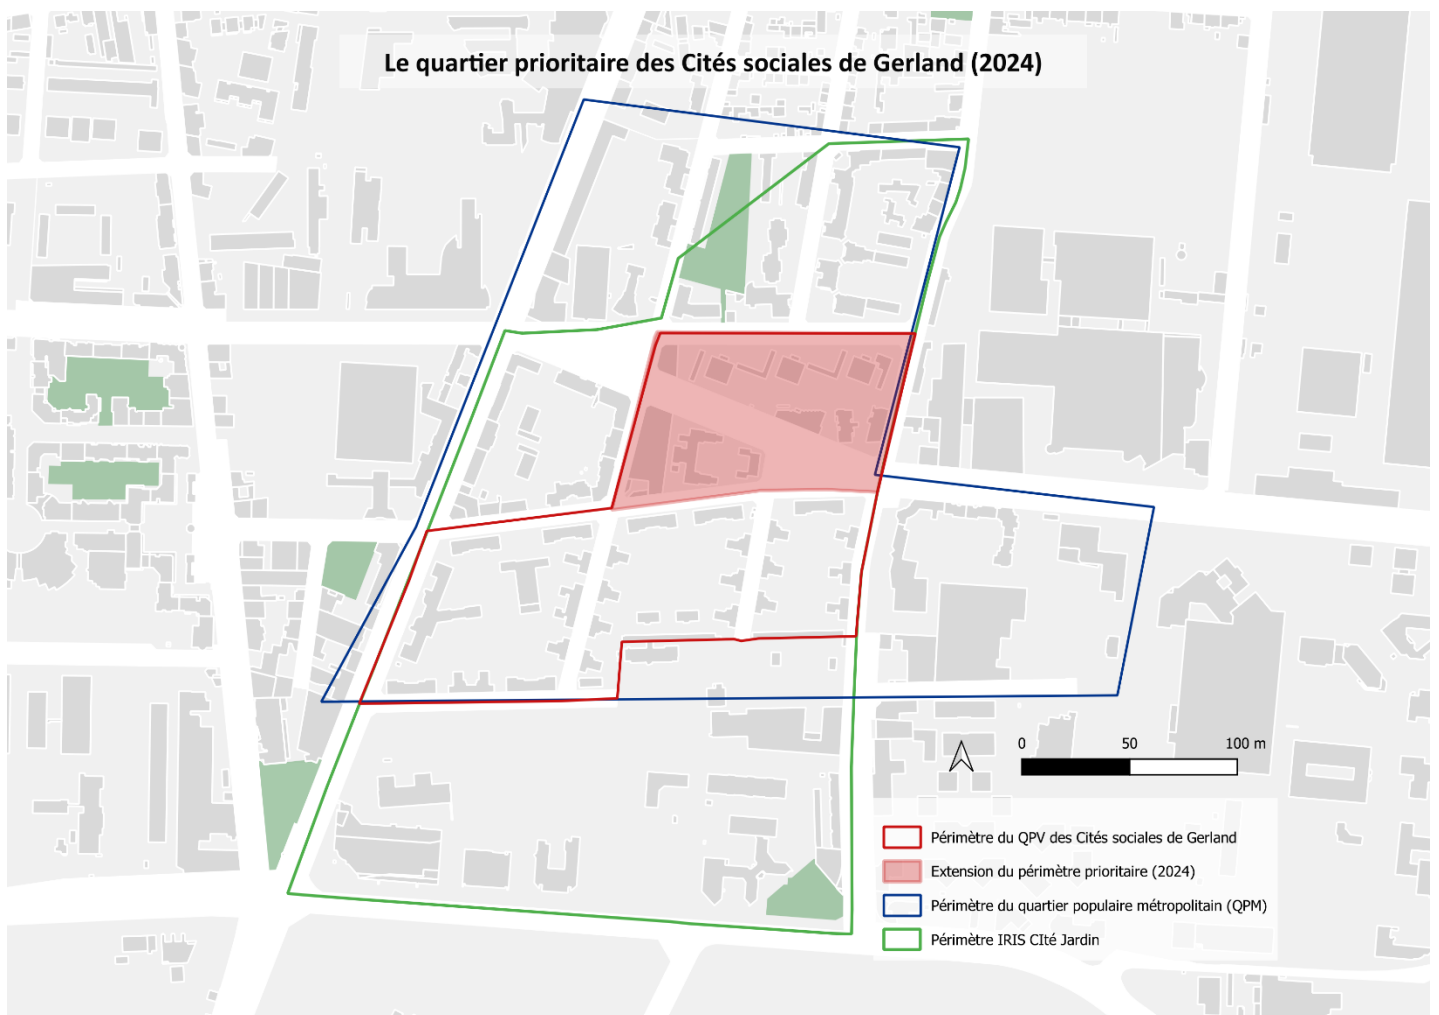 Le quartier prioritaire des Cités sociales de Gerland (2024)
0 50 100 m
Périmètre du QPV des Cités sociales de Gerland
Extension du périmètre prioritaire (2024)
Périmètre du quartier populaire métropolitain (QPM)
Périmètre IRIS CIté Jardin